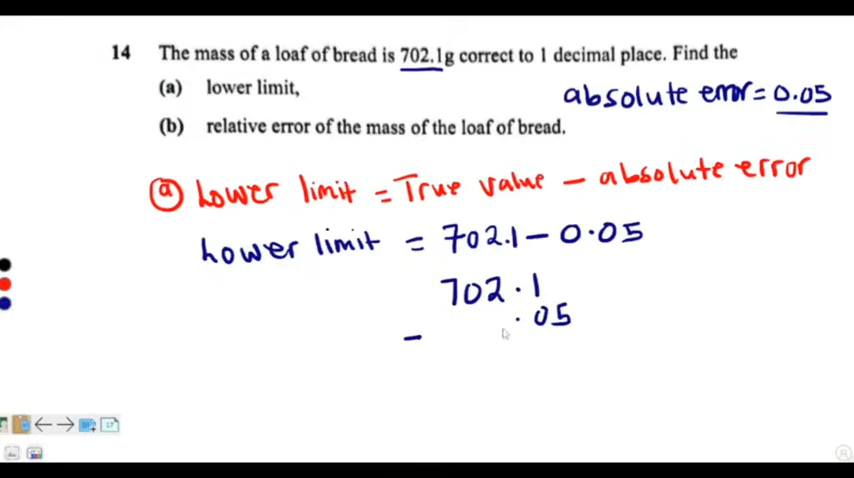 14 The mass of a loaf of bread is 702.1g correct to 1 decimal place. Find the
(a) lower limit,
absolute error = 0.05
(b) relative error of the mass of the loaf of bread.
(a) Lower limit = True value - absolute error
Lower limit = 702.1 - 0.05
702.1
- .05
17